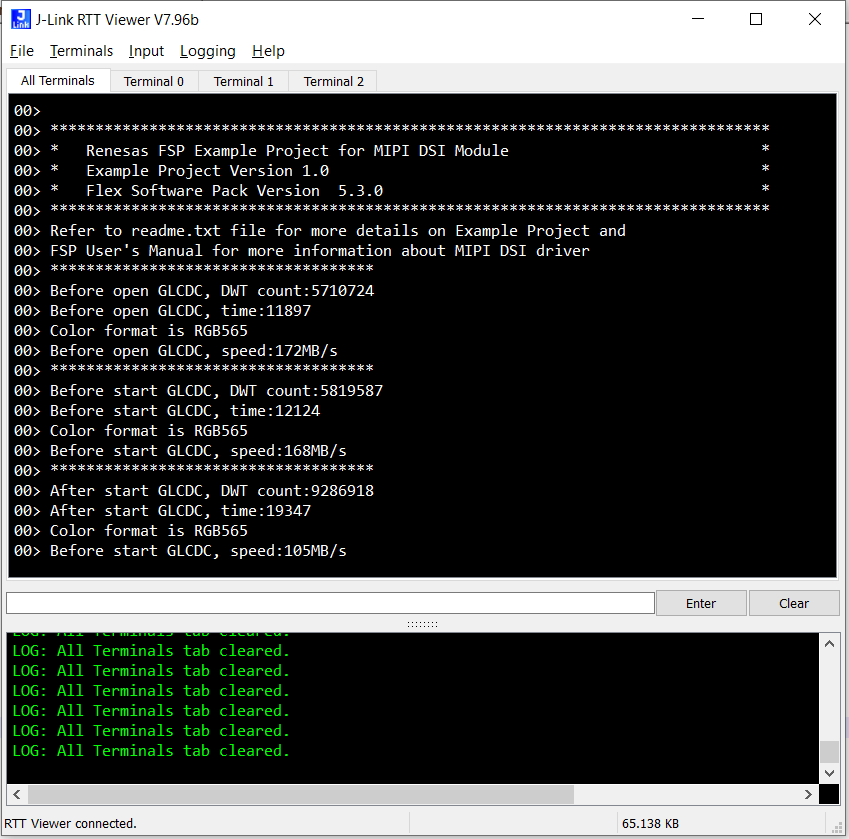 J-Link RTT Viewer V7.96b
File Terminals Input Logging Help
All Terminals Terminal 0 Terminal 1 Terminal 2
00>
00> ********************************************************************************
00> *   Renesas FSP Example Project for MIPI DSI Module                            *
00> *   Example Project Version 1.0                                                *
00> *   Flex Software Pack Version  5.3.0                                          *
00> ********************************************************************************
00> Refer to readme.txt file for more details on Example Project and
00> FSP User's Manual for more information about MIPI DSI driver
00> ************************************
00> Before open GLCDC, DWT count:5710724
00> Before open GLCDC, time:11897
00> Color format is RGB565
00> Before open GLCDC, speed:172MB/s
00> ************************************
00> Before start GLCDC, DWT count:5819587
00> Before start GLCDC, time:12124
00> Color format is RGB565
00> Before start GLCDC, speed:168MB/s
00> ************************************
00> After start GLCDC, DWT count:9286918
00> After start GLCDC, time:19347
00> Color format is RGB565
00> Before start GLCDC, speed:105MB/s
Enter Clear
LOG: All Terminals tab cleared.
LOG: All Terminals tab cleared.
LOG: All Terminals tab cleared.
LOG: All Terminals tab cleared.
LOG: All Terminals tab cleared.
LOG: All Terminals tab cleared.
LOG: All Terminals tab cleared.
RTT Viewer connected. 65.138 KB